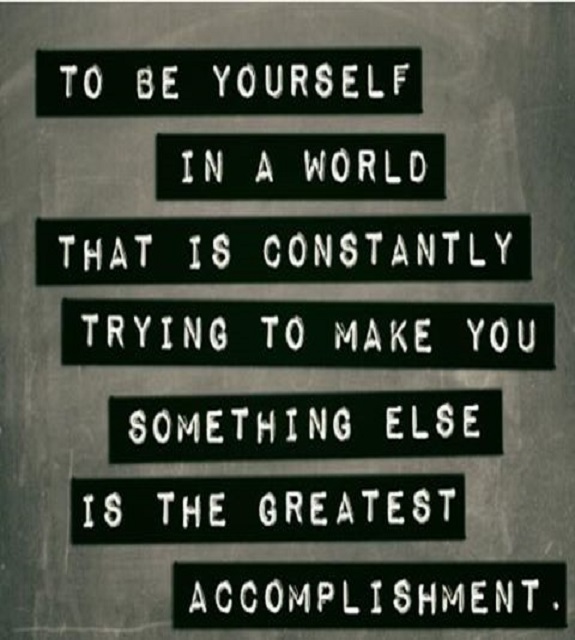 TO BE YOURSELF
IN A WORLD
THAT IS CONSTANTLY
TRYING TO MAKE YOU
SOMETHING ELSE
IS THE GREATEST
ACCOMPLISHMENT.